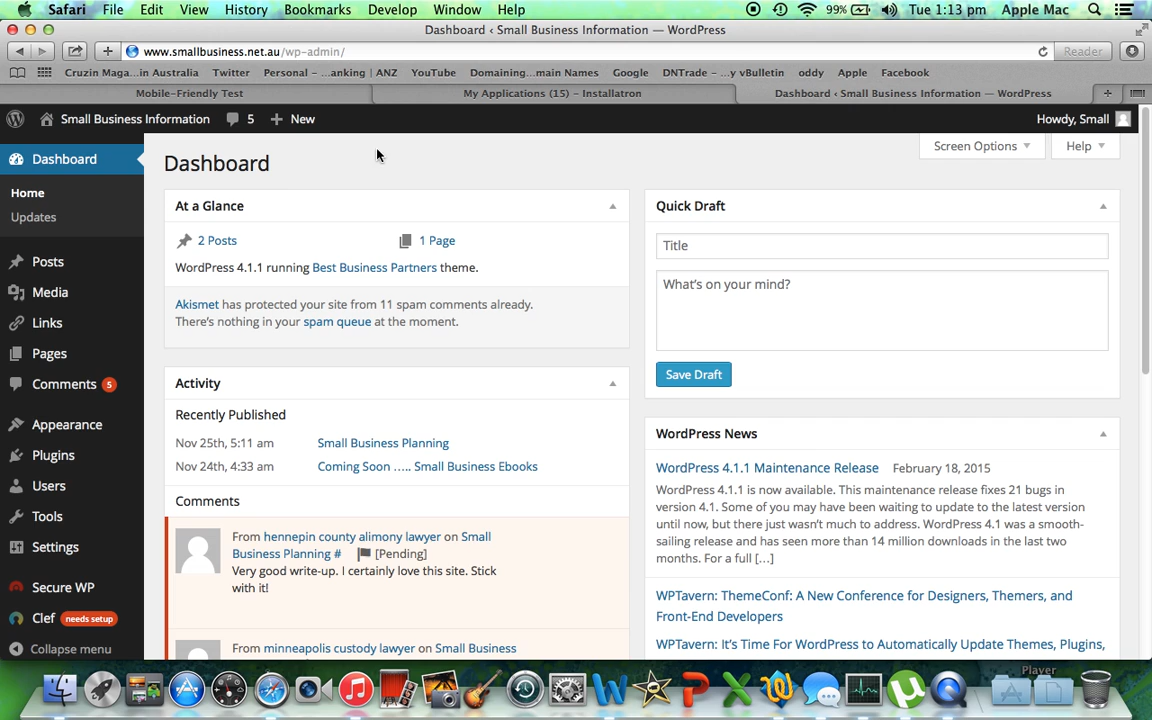 Safari File Edit View History Bookmarks Develop Window Help 99% Tue 1:13 pm Apple Mac
Dashboard ‹ Small Business Information — WordPress
www.smallbusiness.net.au/wp-admin/ Reader
Cruzin Maga...in Australia Twitter Personal – ...anking | ANZ YouTube Domaining...main Names Google DNTrade – ...y vBulletin oddy Apple Facebook
Mobile-Friendly Test My Applications (15) – Installatron Dashboard ‹ Small Business Information — WordPress
Small Business Information 5 New Howdy, Small
Dashboard
Home
Updates
Posts
Media
Links
Pages
Comments 5
Appearance
Plugins
Users
Tools
Settings
Secure WP
Clef needs setup
Collapse menu
Screen Options Help
Dashboard
At a Glance
2 Posts 1 Page
WordPress 4.1.1 running Best Business Partners theme.
Akismet has protected your site from 11 spam comments already.
There's nothing in your spam queue at the moment.
Activity
Recently Published
Nov 25th, 5:11 am Small Business Planning
Nov 24th, 4:33 am Coming Soon ..... Small Business Ebooks
Comments
From hennepin county alimony lawyer on Small
Business Planning # [Pending]
Very good write-up. I certainly love this site. Stick
with it!
From minneapolis custody lawyer on Small Business
Quick Draft
Title
What's on your mind?
Save Draft
WordPress News
WordPress 4.1.1 Maintenance Release February 18, 2015
WordPress 4.1.1 is now available. This maintenance release fixes 21 bugs in
version 4.1. Some of you may have been waiting to update to the latest version
until now, but there just wasn't much to address. WordPress 4.1 was a smooth-
sailing release and has seen more than 14 million downloads in the last two
months. For a full [...]
WPTavern: ThemeConf: A New Conference for Designers, Themers, and
Front-End Developers
WPTavern: It's Time For WordPress to Automatically Update Themes, Plugins,
Player